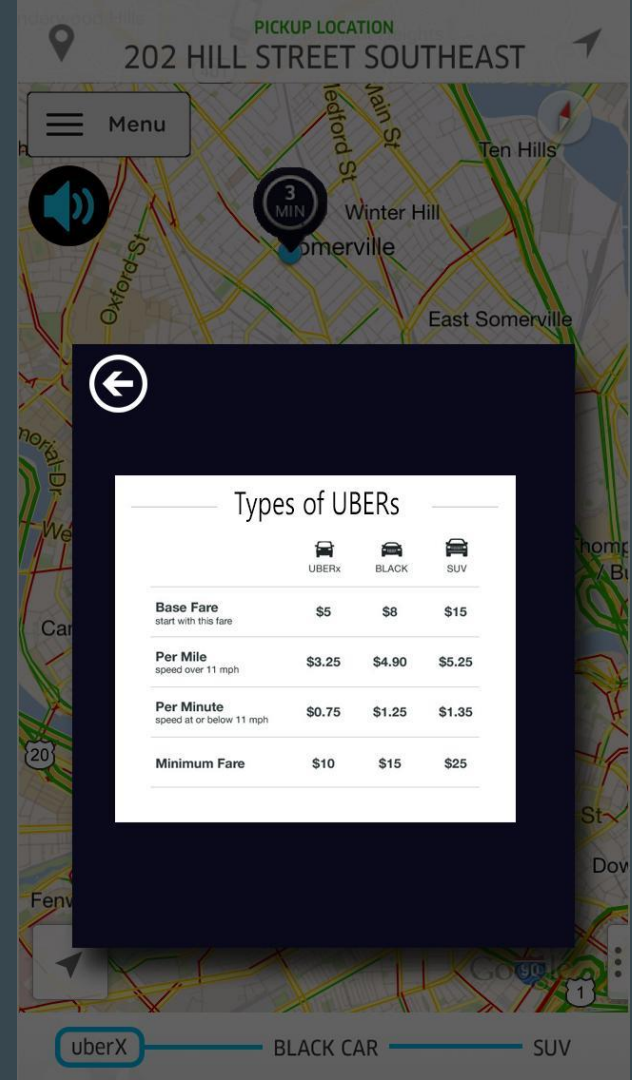 PICKUP LOCATION
202 HILL STREET SOUTHEAST
Menu
Main St
Ten Hills
3
MIN
Winter Hill
Oxford St
East Somerville
Types of UBERs
UBERx BLACK SUV
Base Fare $5 $8 $15
start with this fare
Per Mile $3.25 $4.90 $5.25
speed over 11 mph
Per Minute $0.75 $1.25 $1.35
speed at or below 11 mph
20
Minimum Fare $10 $15 $25
St
Google
90
1
uberX BLACK CAR SUV